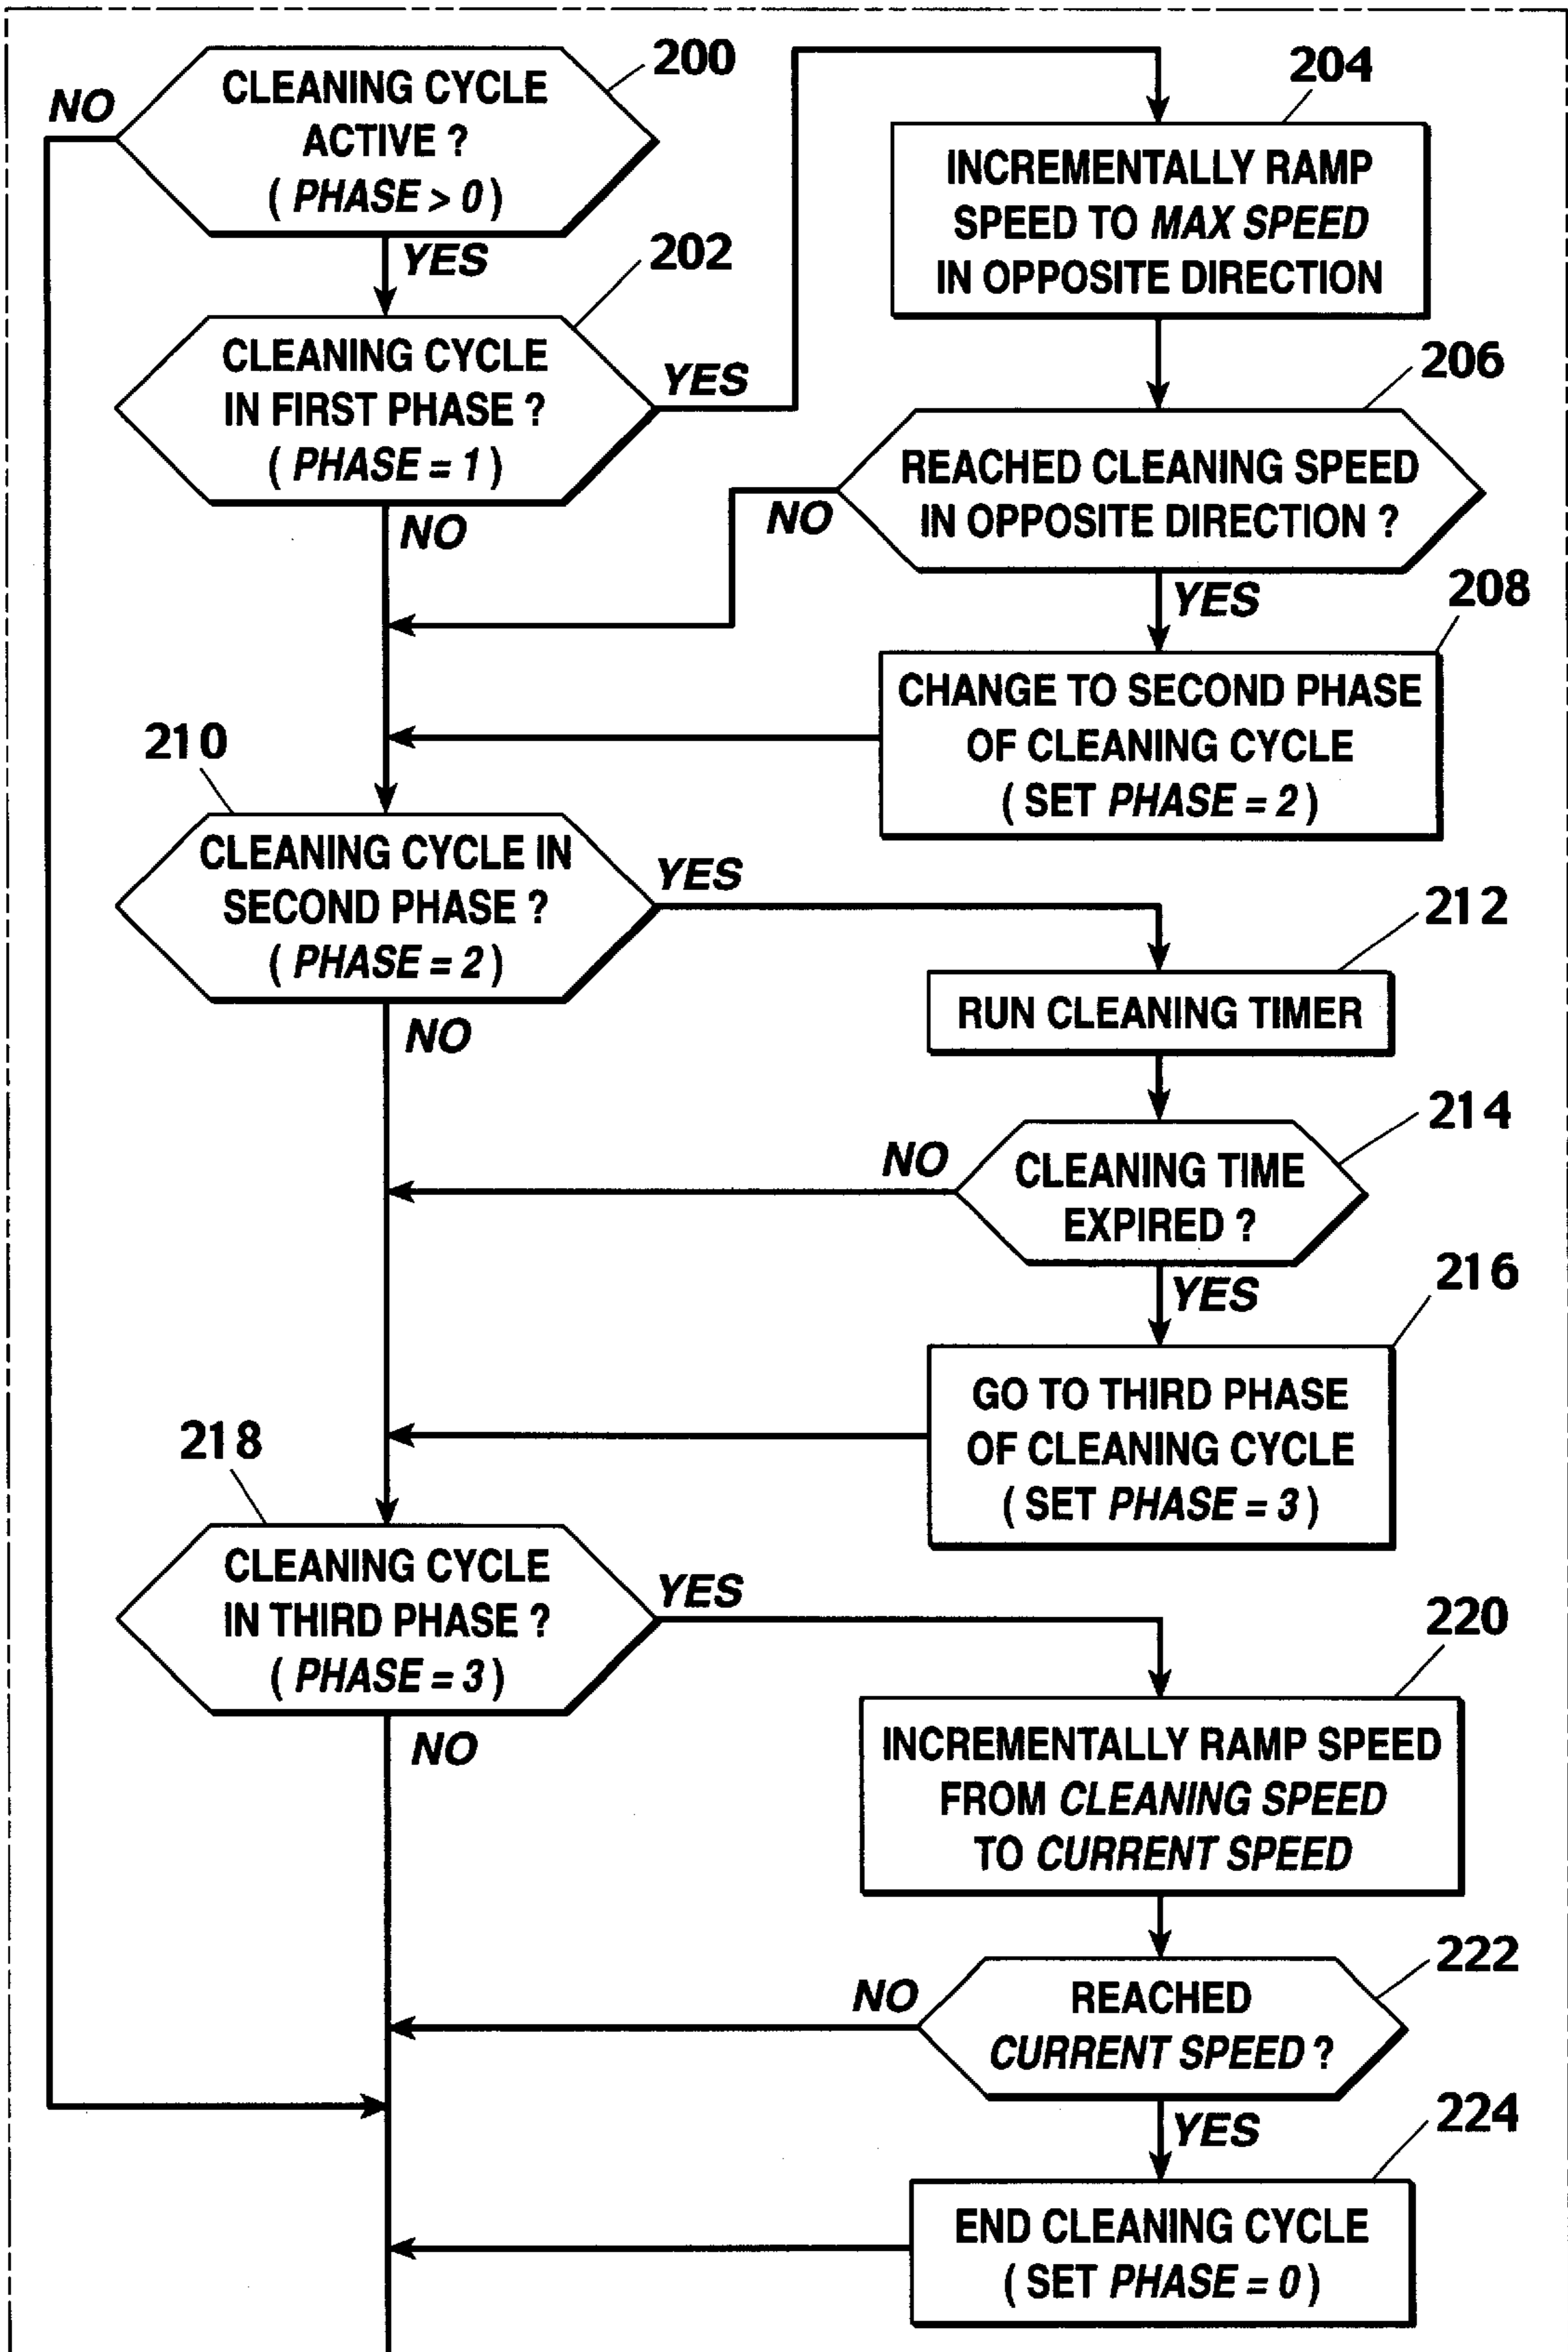 200
CLEANING CYCLE
ACTIVE ?
( PHASE > 0 )
NO
YES
202
CLEANING CYCLE
IN FIRST PHASE ?
( PHASE = 1 )
YES
NO
204
INCREMENTALLY RAMP
SPEED TO MAX SPEED
IN OPPOSITE DIRECTION
206
REACHED CLEANING SPEED
IN OPPOSITE DIRECTION ?
NO
YES
208
CHANGE TO SECOND PHASE
OF CLEANING CYCLE
( SET PHASE = 2 )
210
CLEANING CYCLE IN
SECOND PHASE ?
( PHASE = 2 )
YES
NO
212
RUN CLEANING TIMER
214
CLEANING TIME
EXPIRED ?
NO
YES
216
GO TO THIRD PHASE
OF CLEANING CYCLE
( SET PHASE = 3 )
218
CLEANING CYCLE
IN THIRD PHASE ?
( PHASE = 3 )
YES
NO
220
INCREMENTALLY RAMP SPEED
FROM CLEANING SPEED
TO CURRENT SPEED
222
REACHED
CURRENT SPEED ?
NO
YES
224
END CLEANING CYCLE
( SET PHASE = 0 )